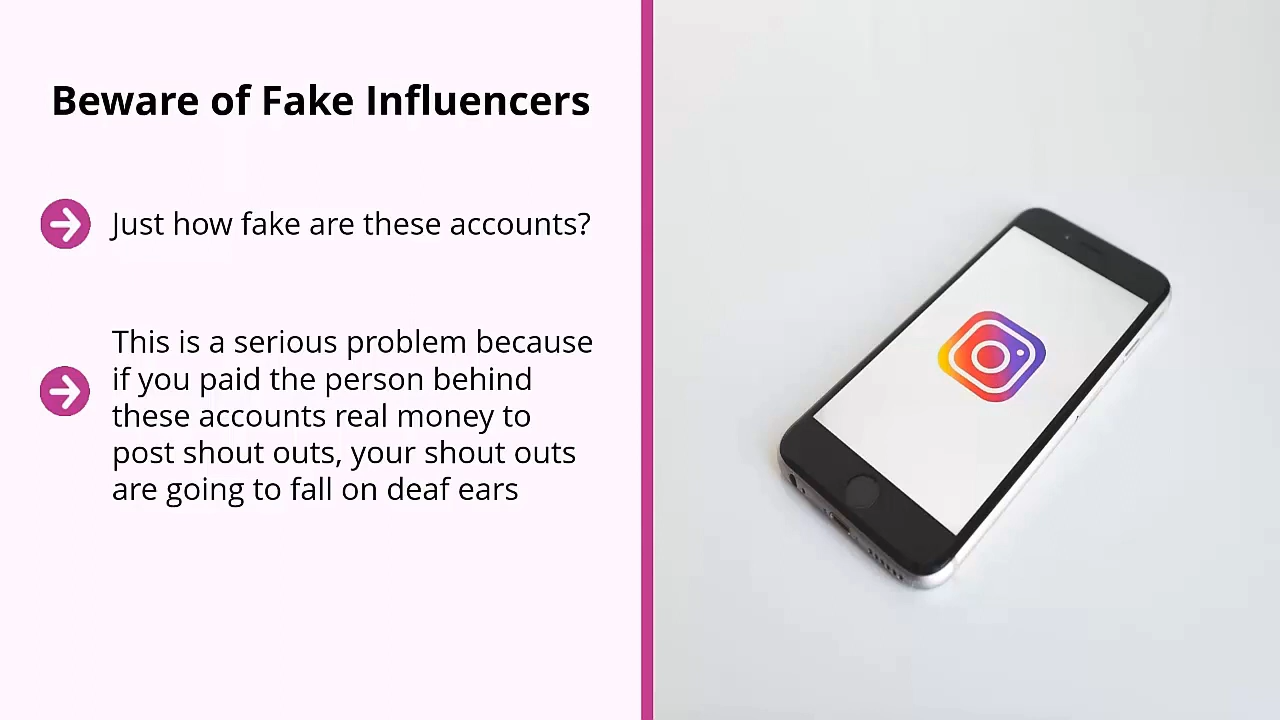 Beware of Fake Influencers
Just how fake are these accounts?
This is a serious problem because
if you paid the person behind
these accounts real money to
post shout outs, your shout outs
are going to fall on deaf ears